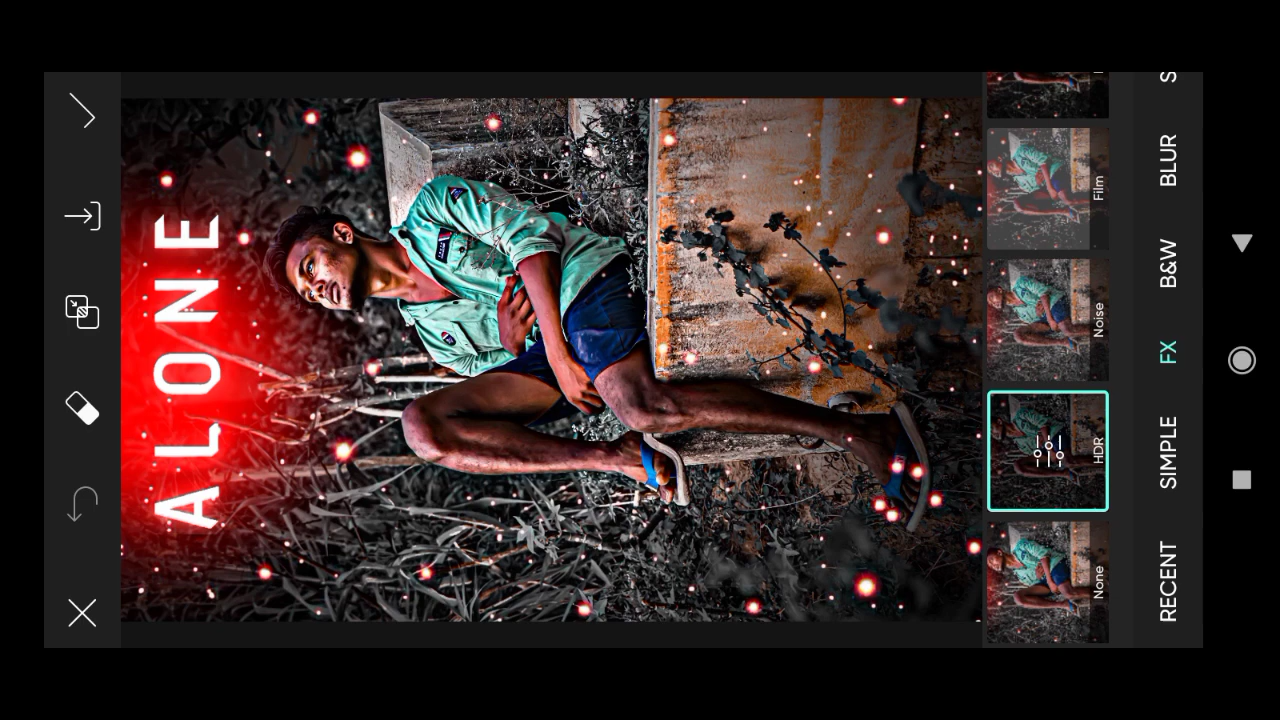 ALONE
None
HDR
Noise
Film
RECENT
SIMPLE
FX
B&W
BLUR
S